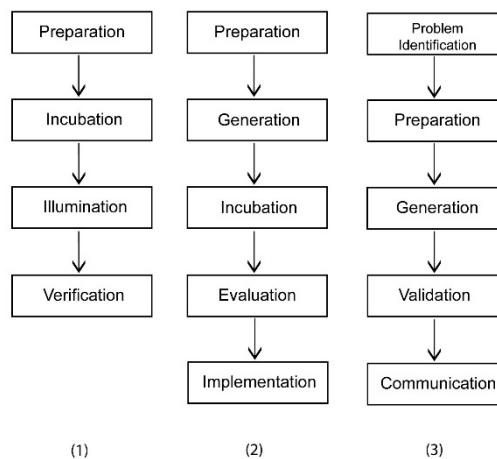 Preparation
Incubation
Illumination
Verification
(1)
Preparation
Generation
Incubation
Evaluation
Implementation
(2)
Problem
Identification
Preparation
Generation
Validation
Communication
(3)